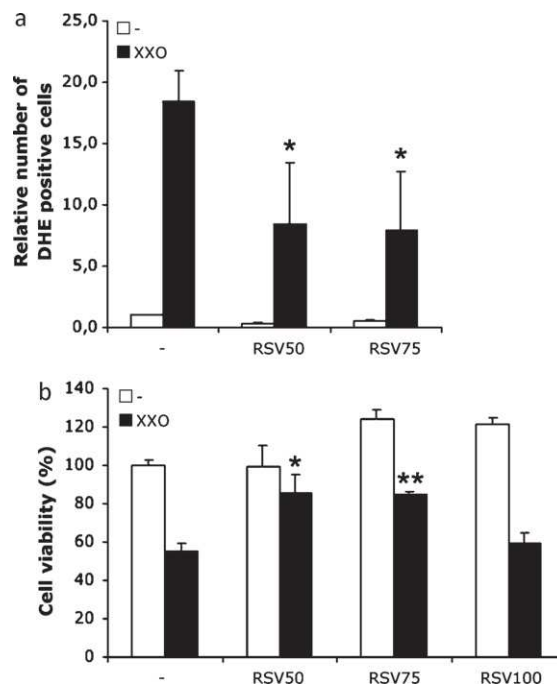 a
-
XXO
Relative number of
DHE positive cells
25,0
20,0
15,0
10,0
5,0
0,0
*
*
-
RSV50
RSV75
b
-
XXO
Cell viability (%)
140
120
100
80
60
40
20
0
*
**
-
RSV50
RSV75
RSV100